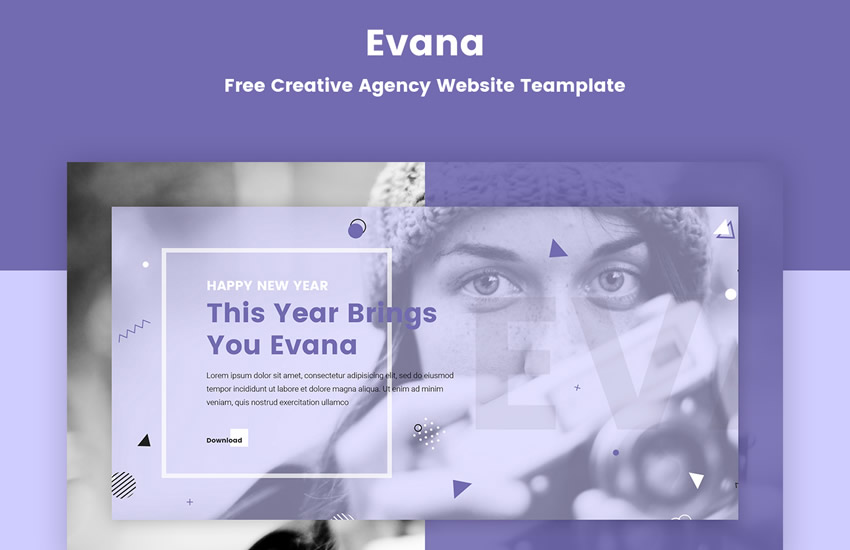 Evana
Free Creative Agency Website Teamplate
HAPPY NEW YEAR
This Year Brings
You Evana
Lorem ipsum dolor sit amet, consectetur adipisicing elit, sed do eiusmod
tempor incididunt ut labore et dolore magna aliqua. Ut enim ad minim
veniam, quis nostrud exercitation ullamco
Download
EV